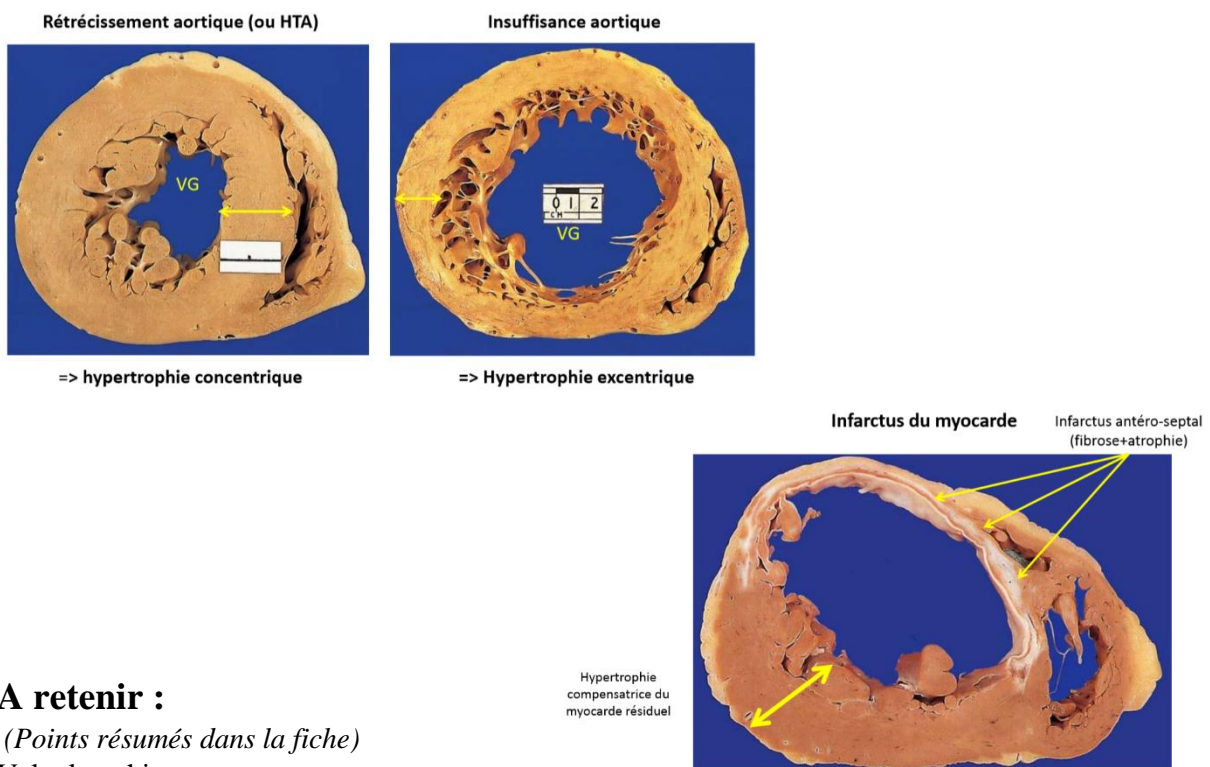 Rétrécissement aortique (ou HTA)
Insuffisance aortique
VG
0 1 2
CM
VG
=> hypertrophie concentrique
=> Hypertrophie excentrique
Infarctus du myocarde
Infarctus antéro-septal
(fibrose+atrophie)
Hypertrophie
compensatrice du
myocarde résiduel
A retenir :
(Points résumés dans la fiche)